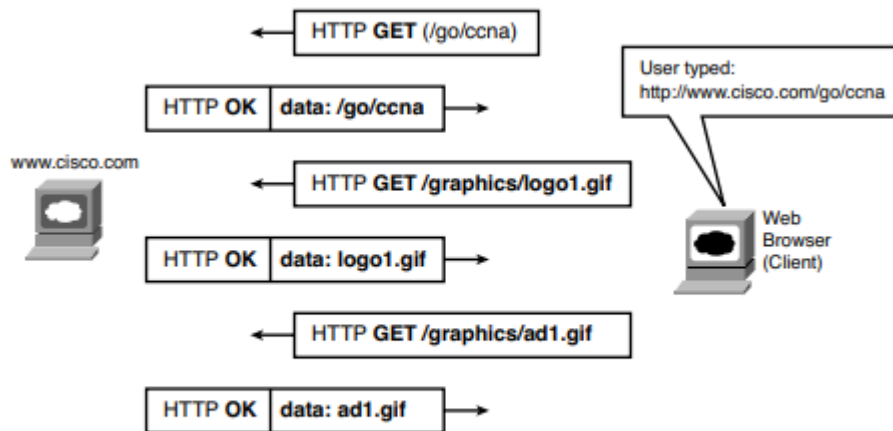 HTTP GET (/go/ccna)
User typed:
http://www.cisco.com/go/ccna
HTTP OK data: /go/ccna
www.cisco.com
HTTP GET /graphics/logo1.gif
Web
Browser
(Client)
HTTP OK data: logo1.gif
HTTP GET /graphics/ad1.gif
HTTP OK data: ad1.gif